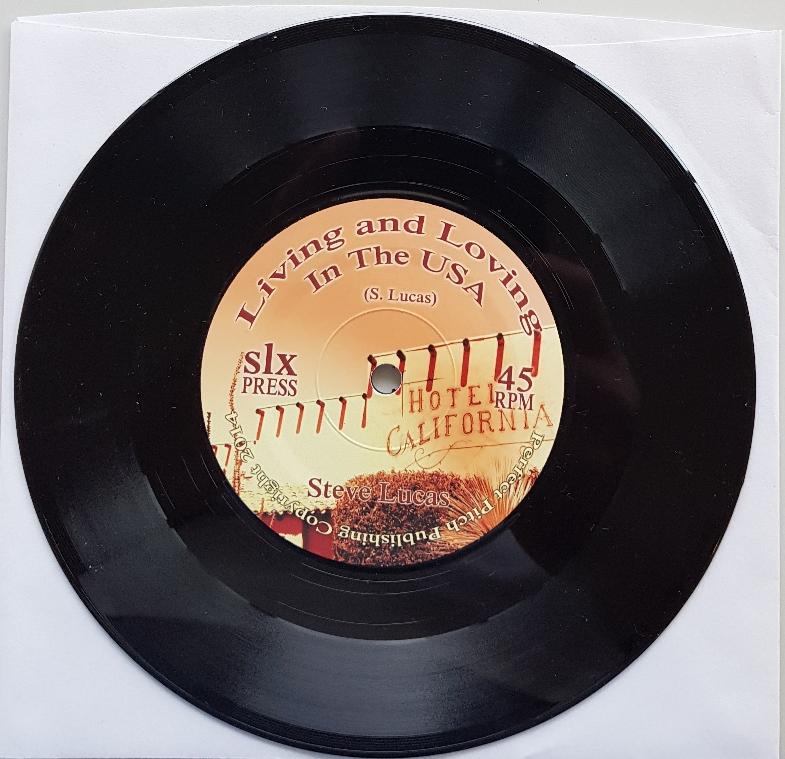 Living and Loving
In The USA
(S. Lucas)
slx
PRESS
45
RPM
HOTEL
CALIFORNIA
Steve Lucas
Perfect Pitch Publishing Copyright 2014